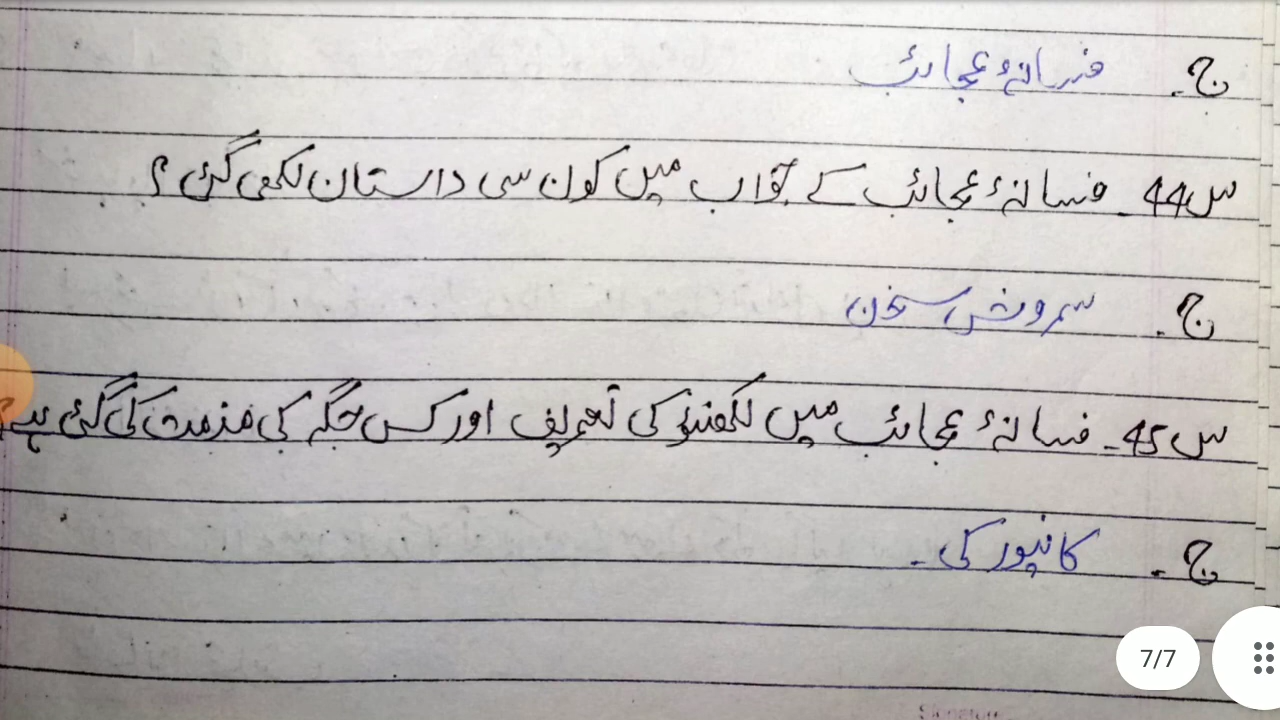 ج۔ فسانۂ عجائب
س44۔ فسانۂ عجائب کے جواب میں کون سی داستان لکھی گئی؟
ج۔ سروش سخن
س45۔ فسانۂ عجائب میں لکھنؤ کی تعریف اور کس جگہ کی مذمت کی گئی ہے؟
ج۔ کانپور کی۔
7/7